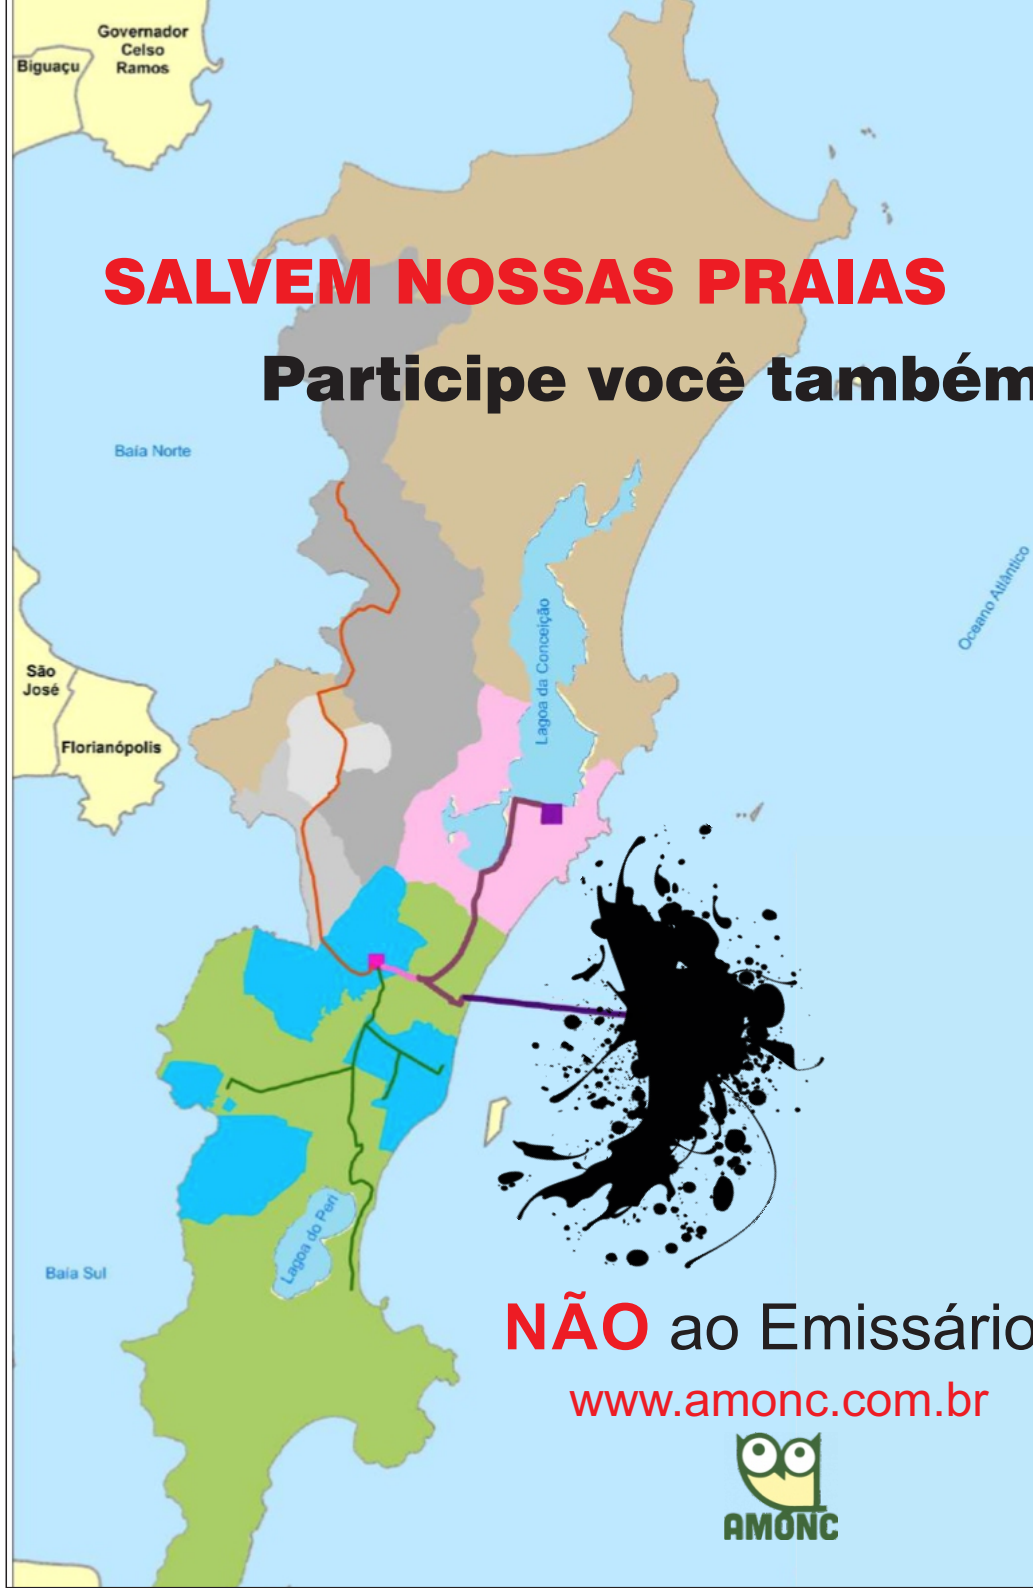 Governador
Celso
Ramos
Biguaçu
SALVEM NOSSAS PRAIAS
Participe você também
Baía Norte
Oceano Atlântico
Lagoa da Conceição
São
José
Florianópolis
Lagoa do Peri
Baía Sul
NÃO ao Emissário
www.amonc.com.br
AMONC